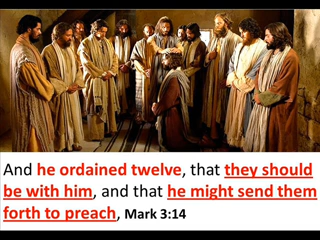 And he ordained twelve, that they should
be with him, and that he might send them
forth to preach, Mark 3:14